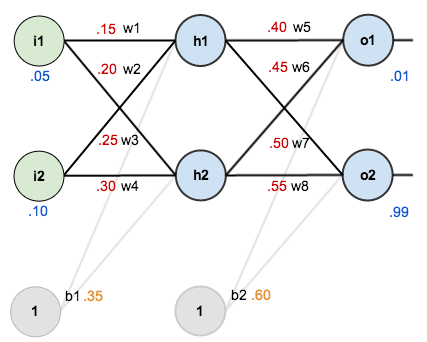 .15 w1
.40 w5
i1
h1
o1
.20 w2
.45 w6
.05
.01
.25 w3
.50 w7
i2
h2
o2
.30 w4
.55 w8
.10
.99
b1 .35
b2 .60
1
1